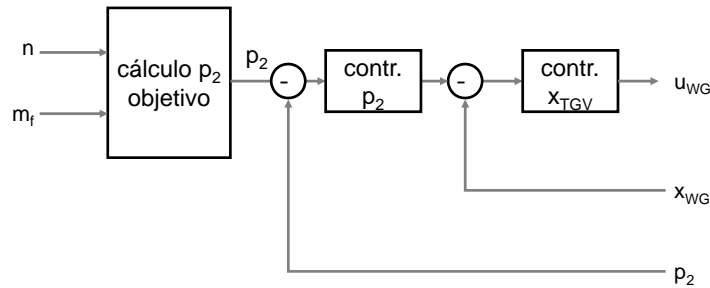 n
m_f
cálculo p_2
objetivo
p_2
-
contr.
p_2
-
contr.
x_TGV
u_WG
x_WG
p_2